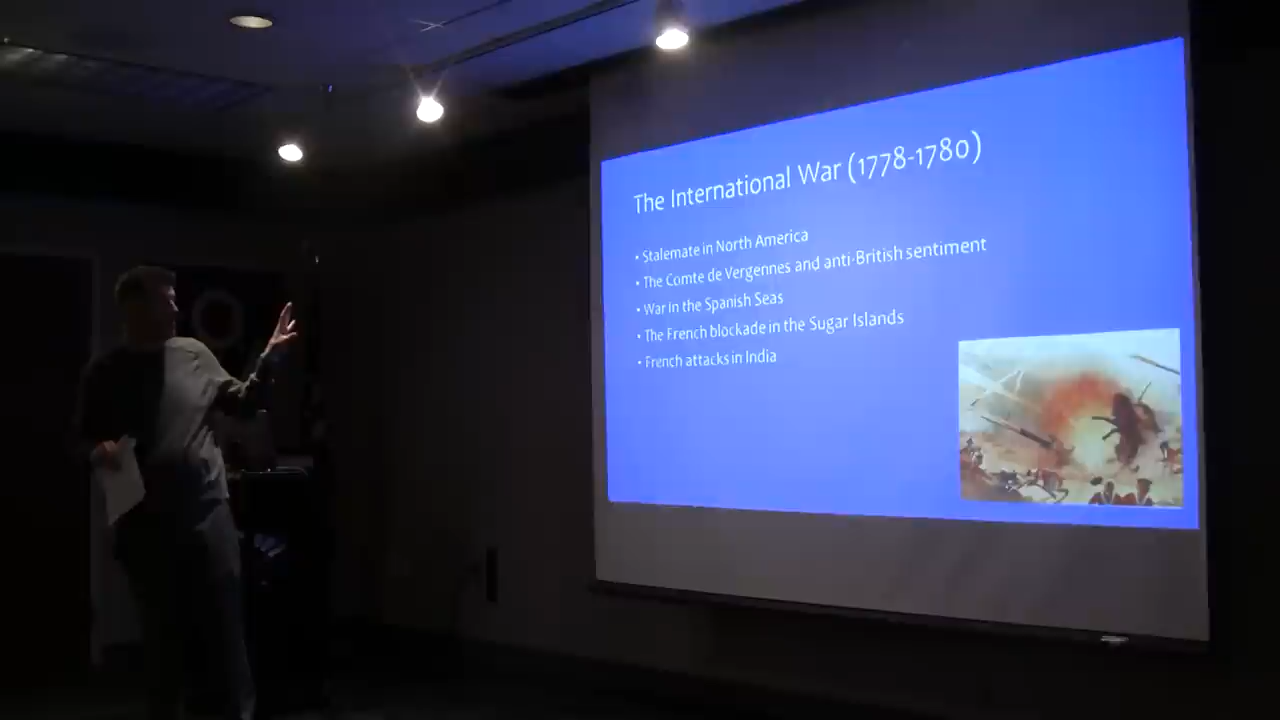 The International War (1778-1780)
• Stalemate in North America
• The Comte de Vergennes and anti-British sentiment
• War in the Spanish Seas
• The French blockade in the Sugar Islands
• French attacks in India